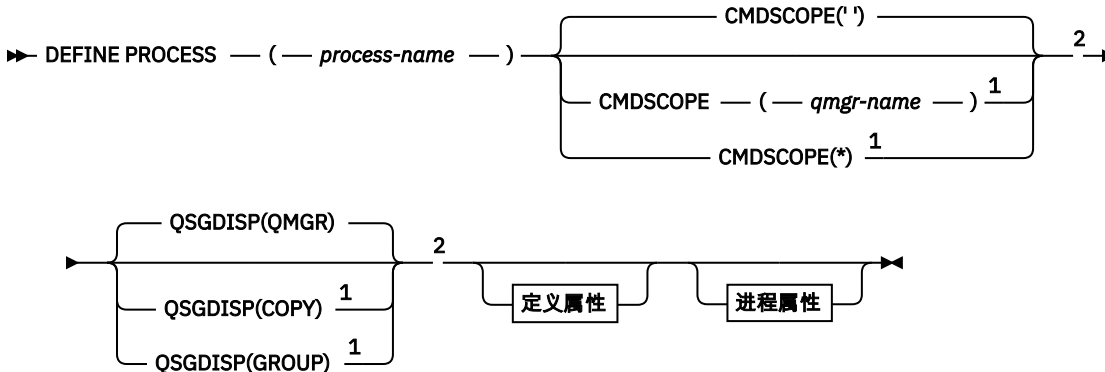 CMDSCOPE(' ')
DEFINE PROCESS ( process-name ) 2
CMDSCOPE ( qmgr-name ) 1
CMDSCOPE(*) 1
QSGDISP(QMGR)
2
QSGDISP(COPY) 1
定义属性 进程属性
QSGDISP(GROUP) 1